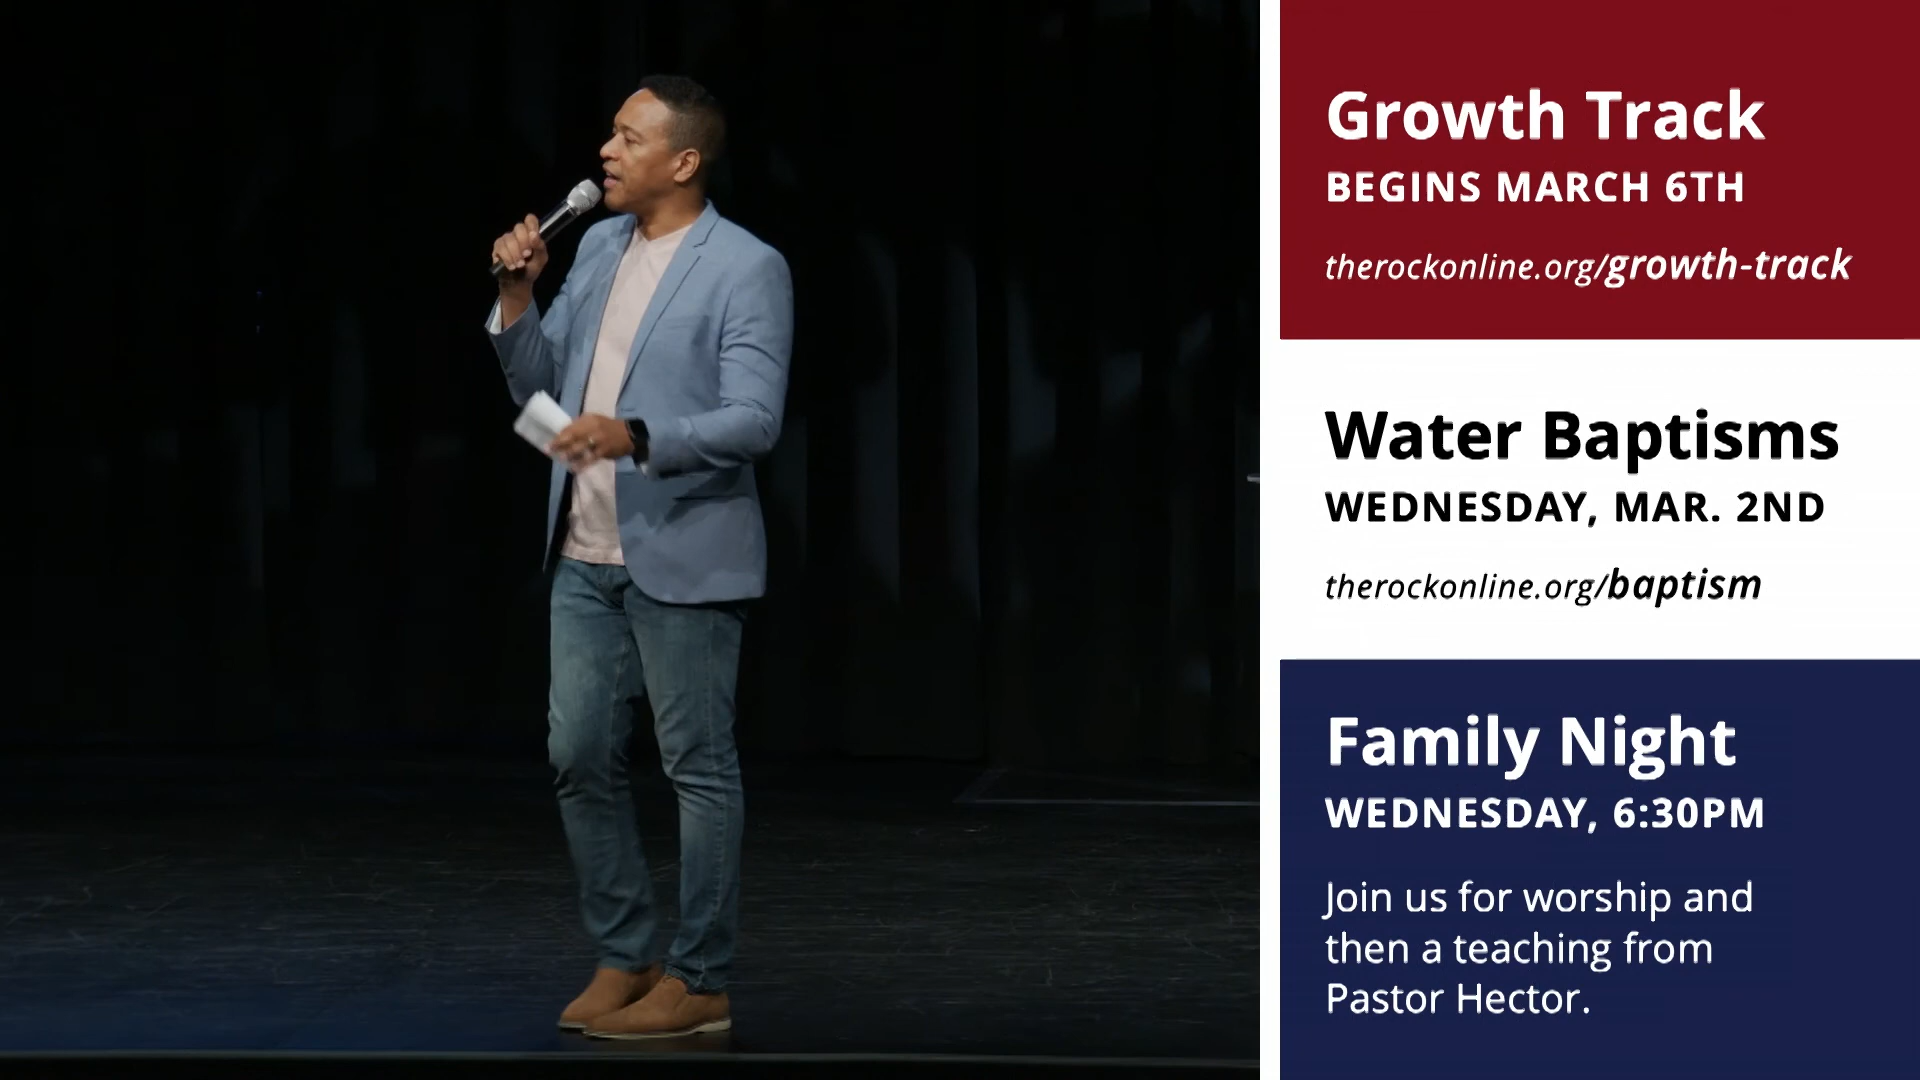 Growth Track
BEGINS MARCH 6TH
therockonline.org/growth-track
Water Baptisms
WEDNESDAY, MAR. 2ND
therockonline.org/baptism
Family Night
WEDNESDAY, 6:30PM
Join us for worship and
then a teaching from
Pastor Hector.